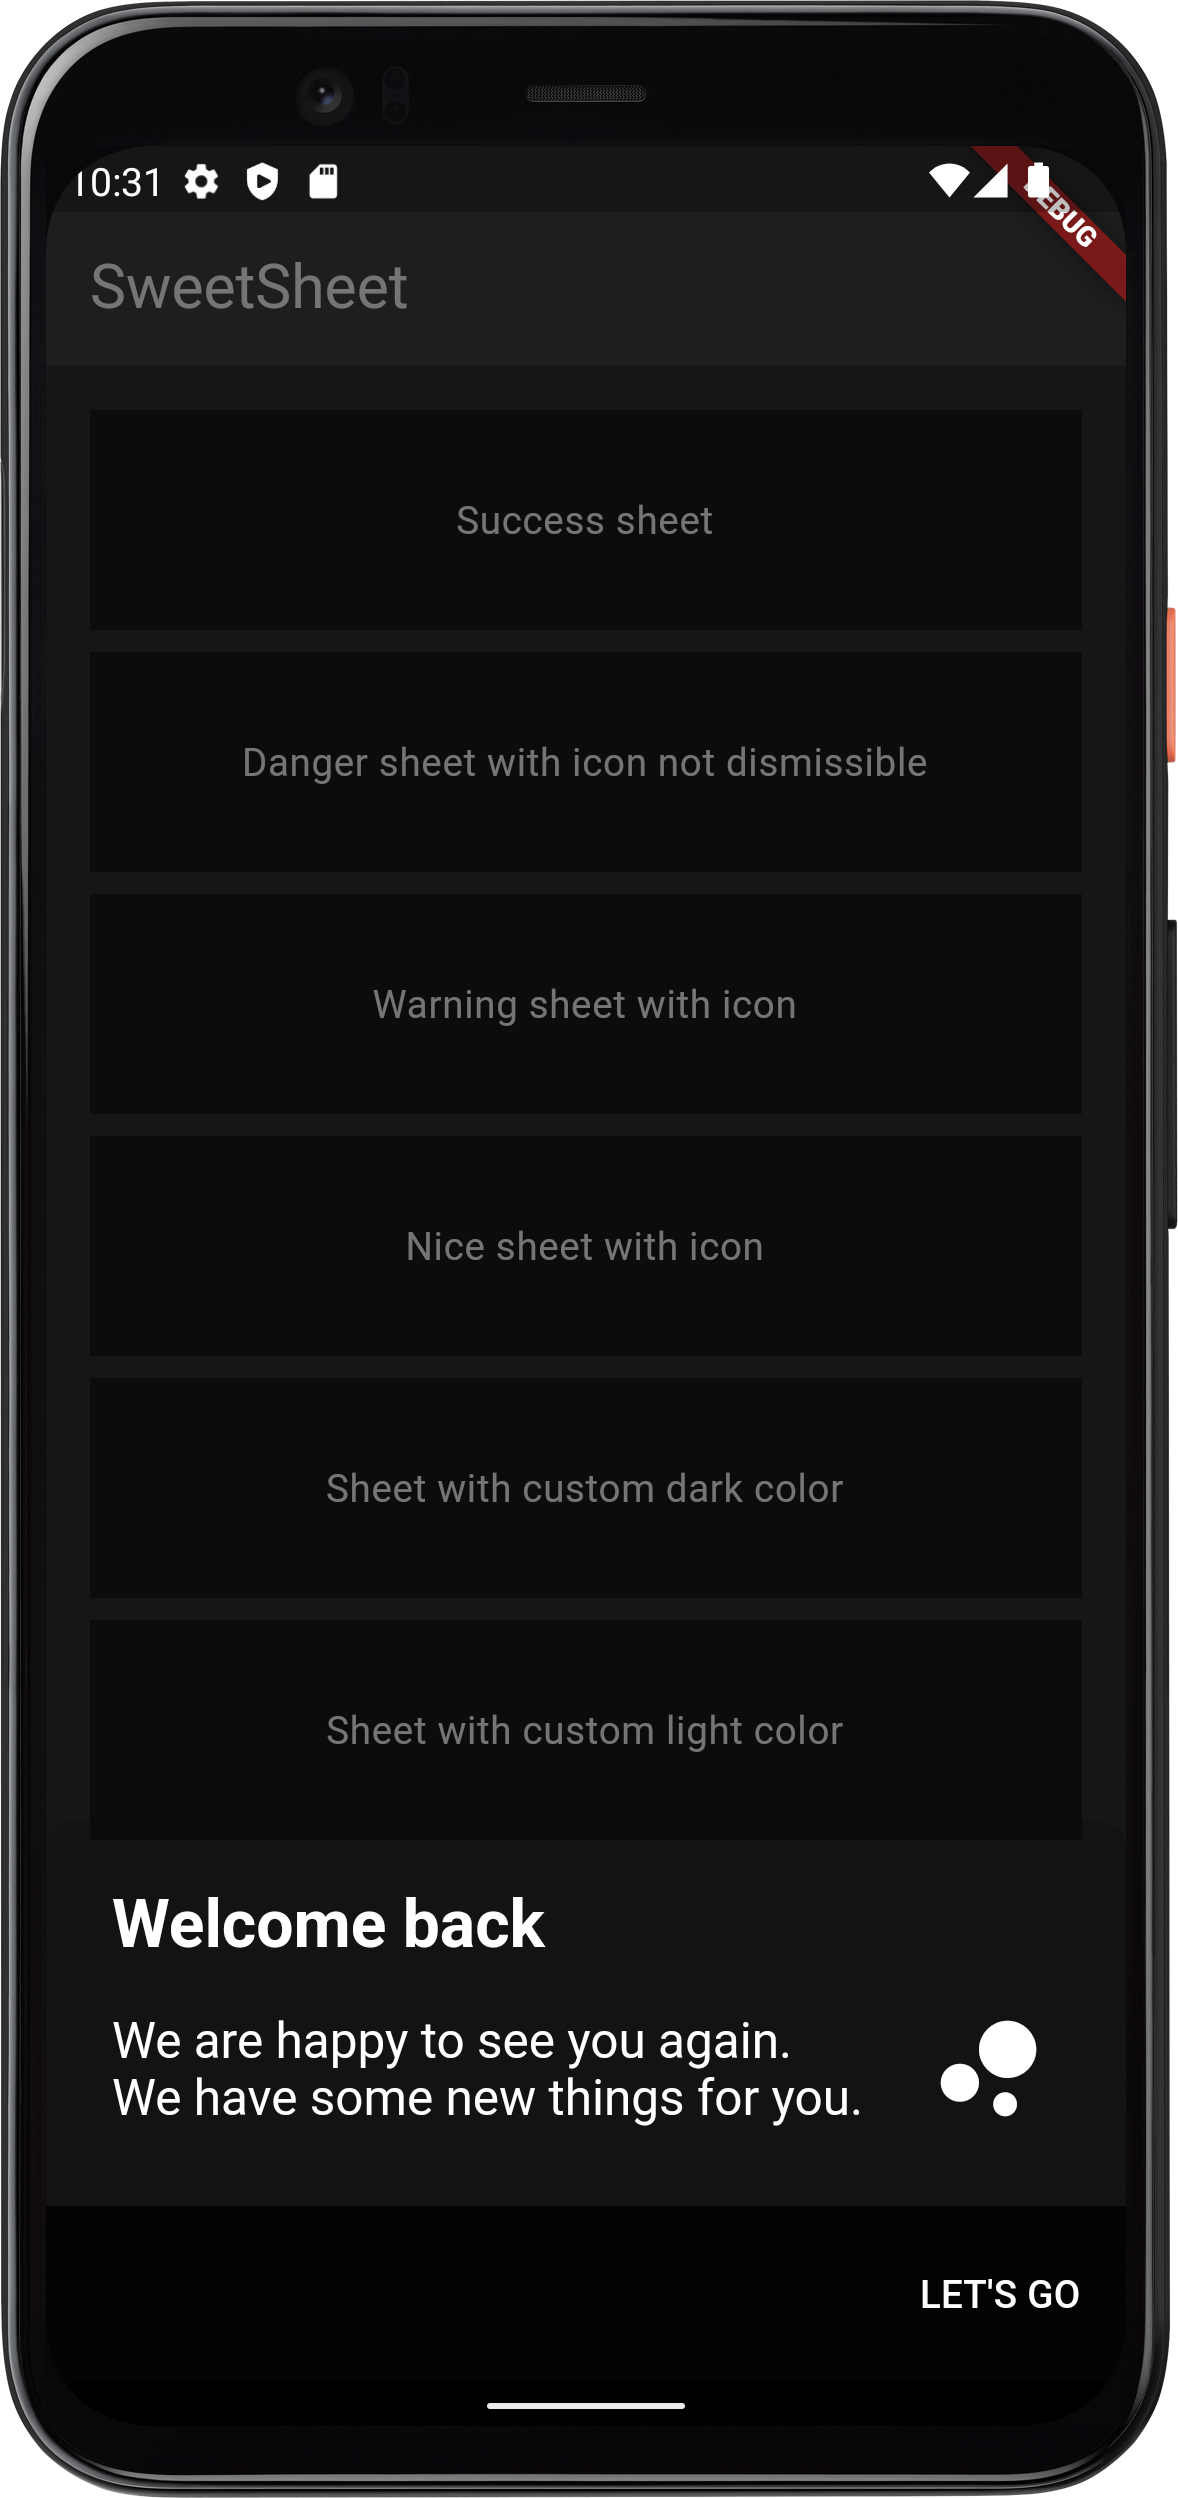 10:31
DEBUG
SweetSheet
Success sheet
Danger sheet with icon not dismissible
Warning sheet with icon
Nice sheet with icon
Sheet with custom dark color
Sheet with custom light color
Welcome back
We are happy to see you again.
We have some new things for you.
LET'S GO